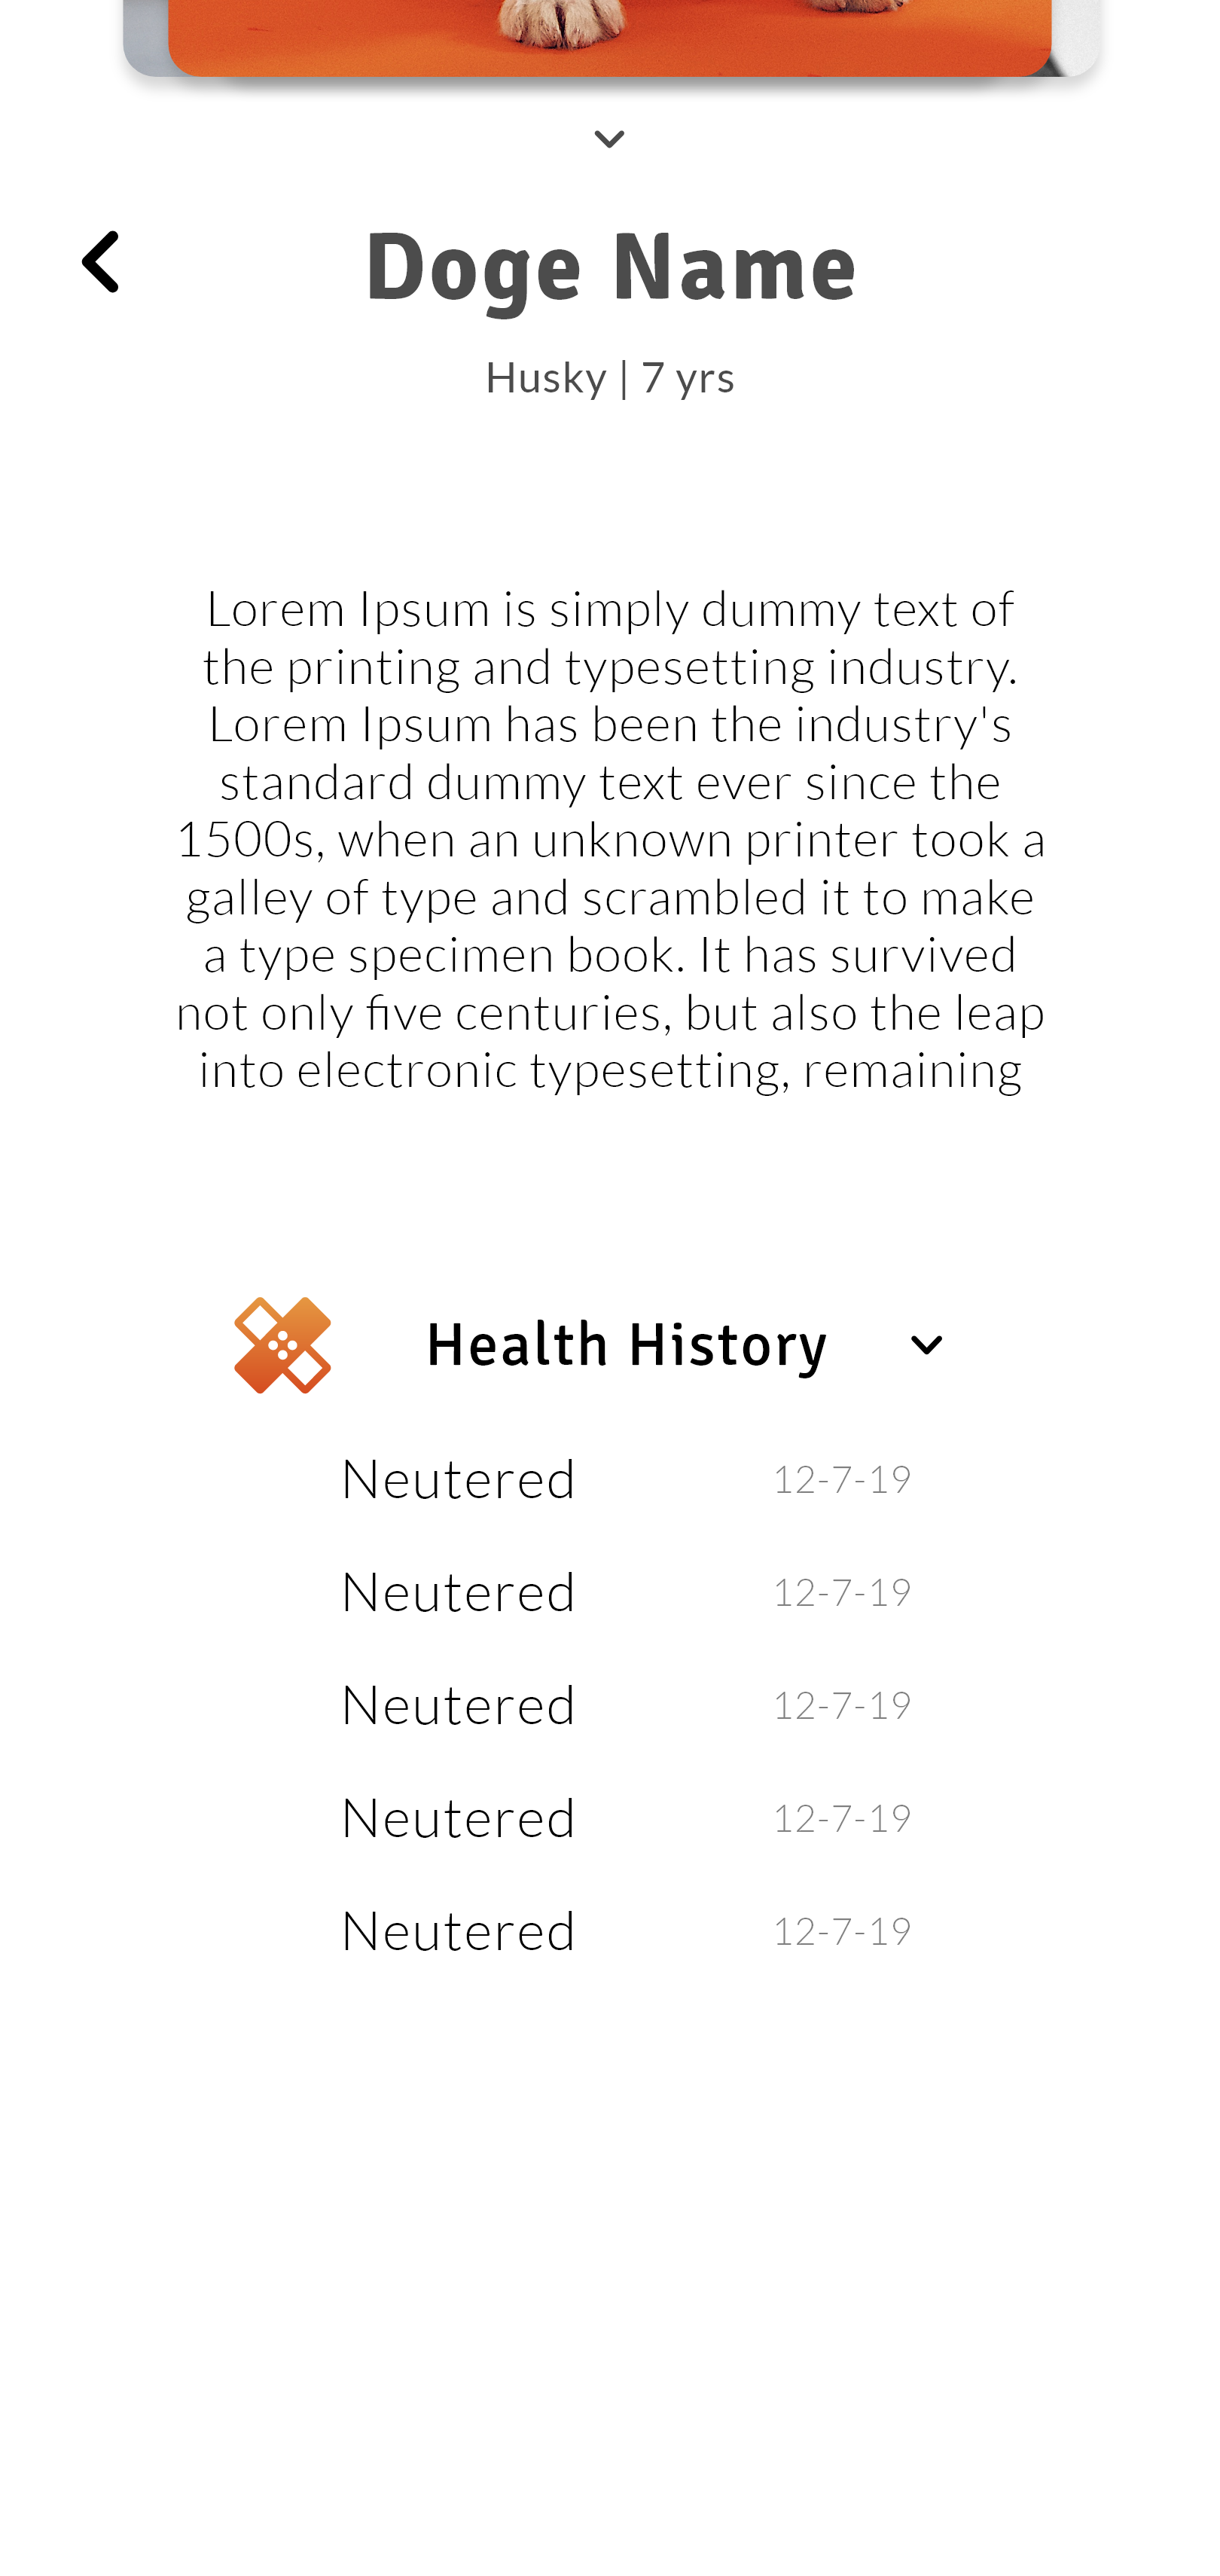 Doge Name
Husky | 7 yrs
Lorem Ipsum is simply dummy text of
the printing and typesetting industry.
Lorem Ipsum has been the industry's
standard dummy text ever since the
1500s, when an unknown printer took a
galley of type and scrambled it to make
a type specimen book. It has survived
not only five centuries, but also the leap
into electronic typesetting, remaining
Health History
Neutered 12-7-19
Neutered 12-7-19
Neutered 12-7-19
Neutered 12-7-19
Neutered 12-7-19